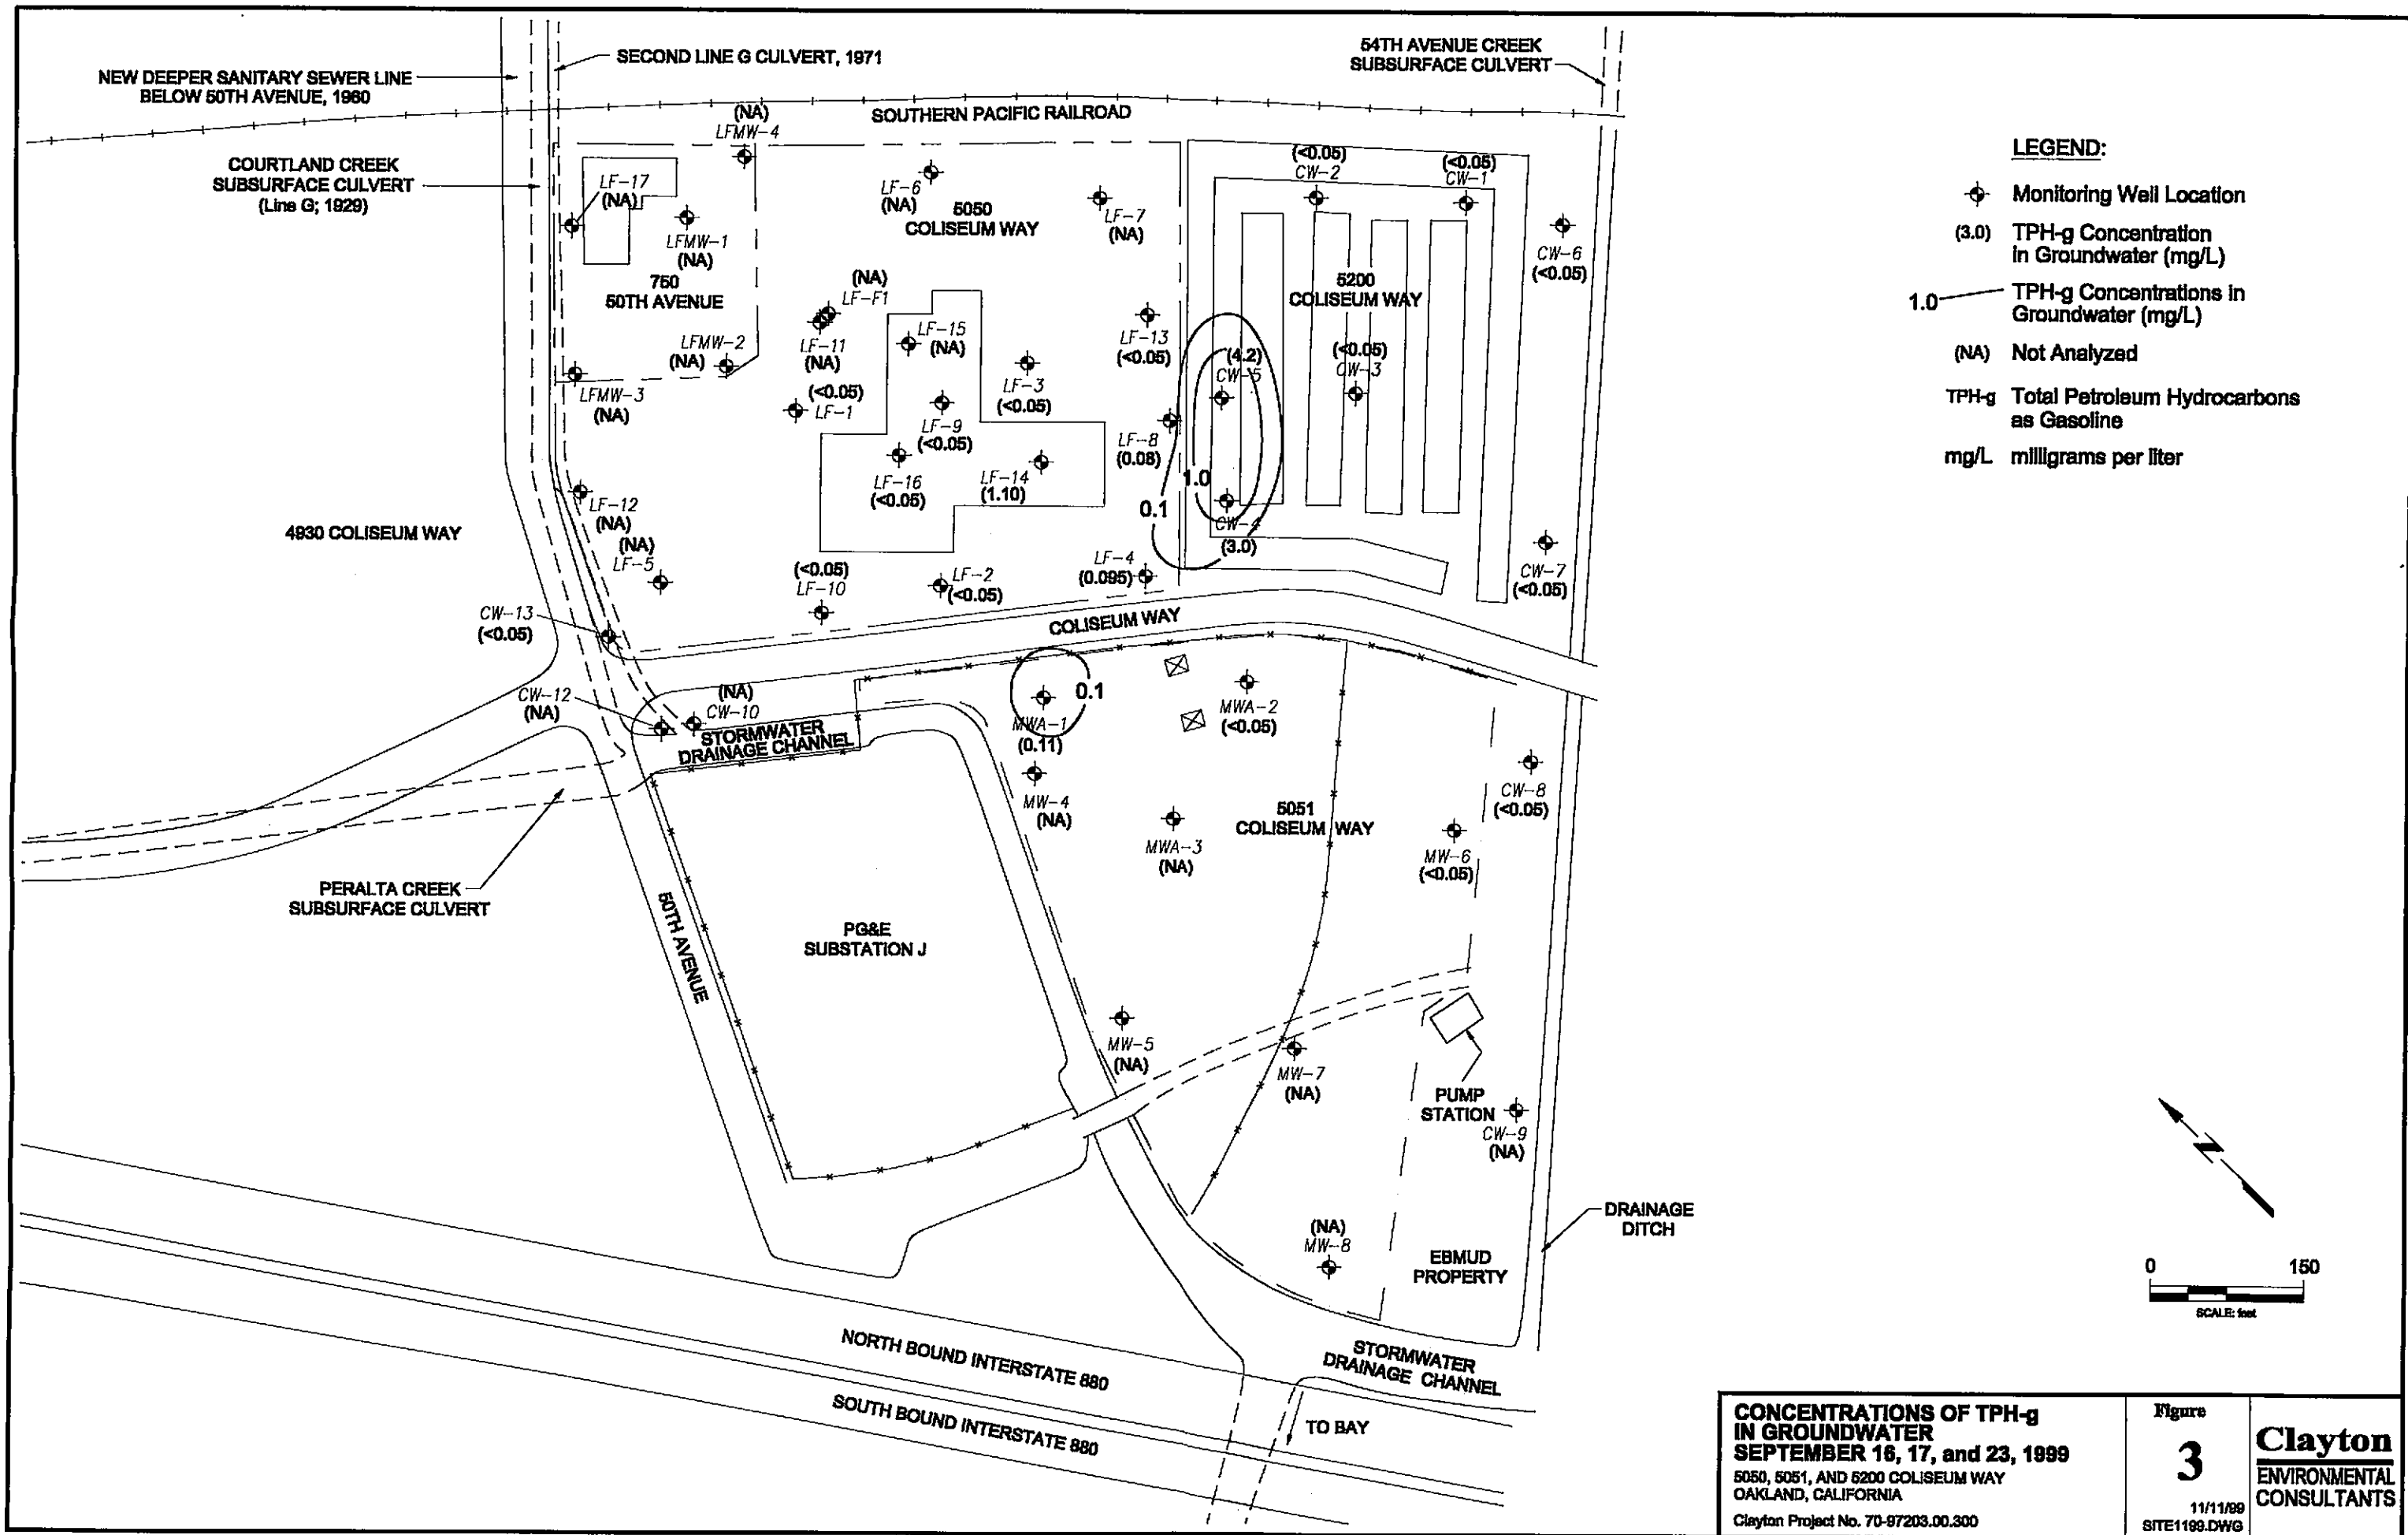 NEW DEEPER SANITARY SEWER LINE
BELOW 50TH AVENUE, 1960
SECOND LINE G CULVERT, 1971
54TH AVENUE CREEK
SUBSURFACE CULVERT
SOUTHERN PACIFIC RAILROAD
COURTLAND CREEK
SUBSURFACE CULVERT
(Line G; 1929)
(NA)
LFMW-4
LF-17
(NA)
LFMW-1
(NA)
750
50TH AVENUE
LFMW-2
(NA)
LFMW-3
(NA)
LF-6
(NA)
5050
COLISEUM WAY
LF-7
(NA)
(NA)
LF-F1
LF-11
(NA)
LF-15
(NA)
LF-3
(<0.05)
LF-13
(<0.05)
(<0.05)
LF-1
LF-9
(<0.05)
LF-16
(<0.05)
LF-14
(1.10)
LF-8
(0.08)
(<0.05)
CW-2
(<0.05)
CW-1
CW-6
(<0.05)
5200
COLISEUM WAY
(4.2)
CW-5
(<0.05)
CW-3
1.0
0.1
CW-4
(3.0)
CW-7
(<0.05)
LF-12
(NA)
(NA)
LF-5
4930 COLISEUM WAY
(<0.05)
LF-10
LF-2
(<0.05)
LF-4
(0.095)
CW-13
(<0.05)
COLISEUM WAY
CW-12
(NA)
(NA)
CW-10
STORMWATER
DRAINAGE CHANNEL
0.1
MWA-1
(0.11)
MWA-2
(<0.05)
MW-4
(NA)
MWA-3
(NA)
5051
COLISEUM WAY
CW-8
(<0.05)
MW-6
(<0.05)
PERALTA CREEK
SUBSURFACE CULVERT
50TH AVENUE
PG&E
SUBSTATION J
MW-5
(NA)
MW-7
(NA)
PUMP
STATION
CW-9
(NA)
(NA)
MW-8
EBMUD
PROPERTY
DRAINAGE
DITCH
NORTH BOUND INTERSTATE 880
SOUTH BOUND INTERSTATE 880
STORMWATER
DRAINAGE CHANNEL
TO BAY
LEGEND:
Monitoring Well Location
(3.0) TPH-g Concentration
in Groundwater (mg/L)
1.0 TPH-g Concentrations in
Groundwater (mg/L)
(NA) Not Analyzed
TPH-g Total Petroleum Hydrocarbons
as Gasoline
mg/L milligrams per liter
N
0 150
SCALE: feet
CONCENTRATIONS OF TPH-g
IN GROUNDWATER
SEPTEMBER 16, 17, and 23, 1999
5050, 5051, AND 5200 COLISEUM WAY
OAKLAND, CALIFORNIA
Clayton Project No. 70-97203.00.300
Figure
3
11/11/99
SITE1199.DWG
Clayton
ENVIRONMENTAL
CONSULTANTS